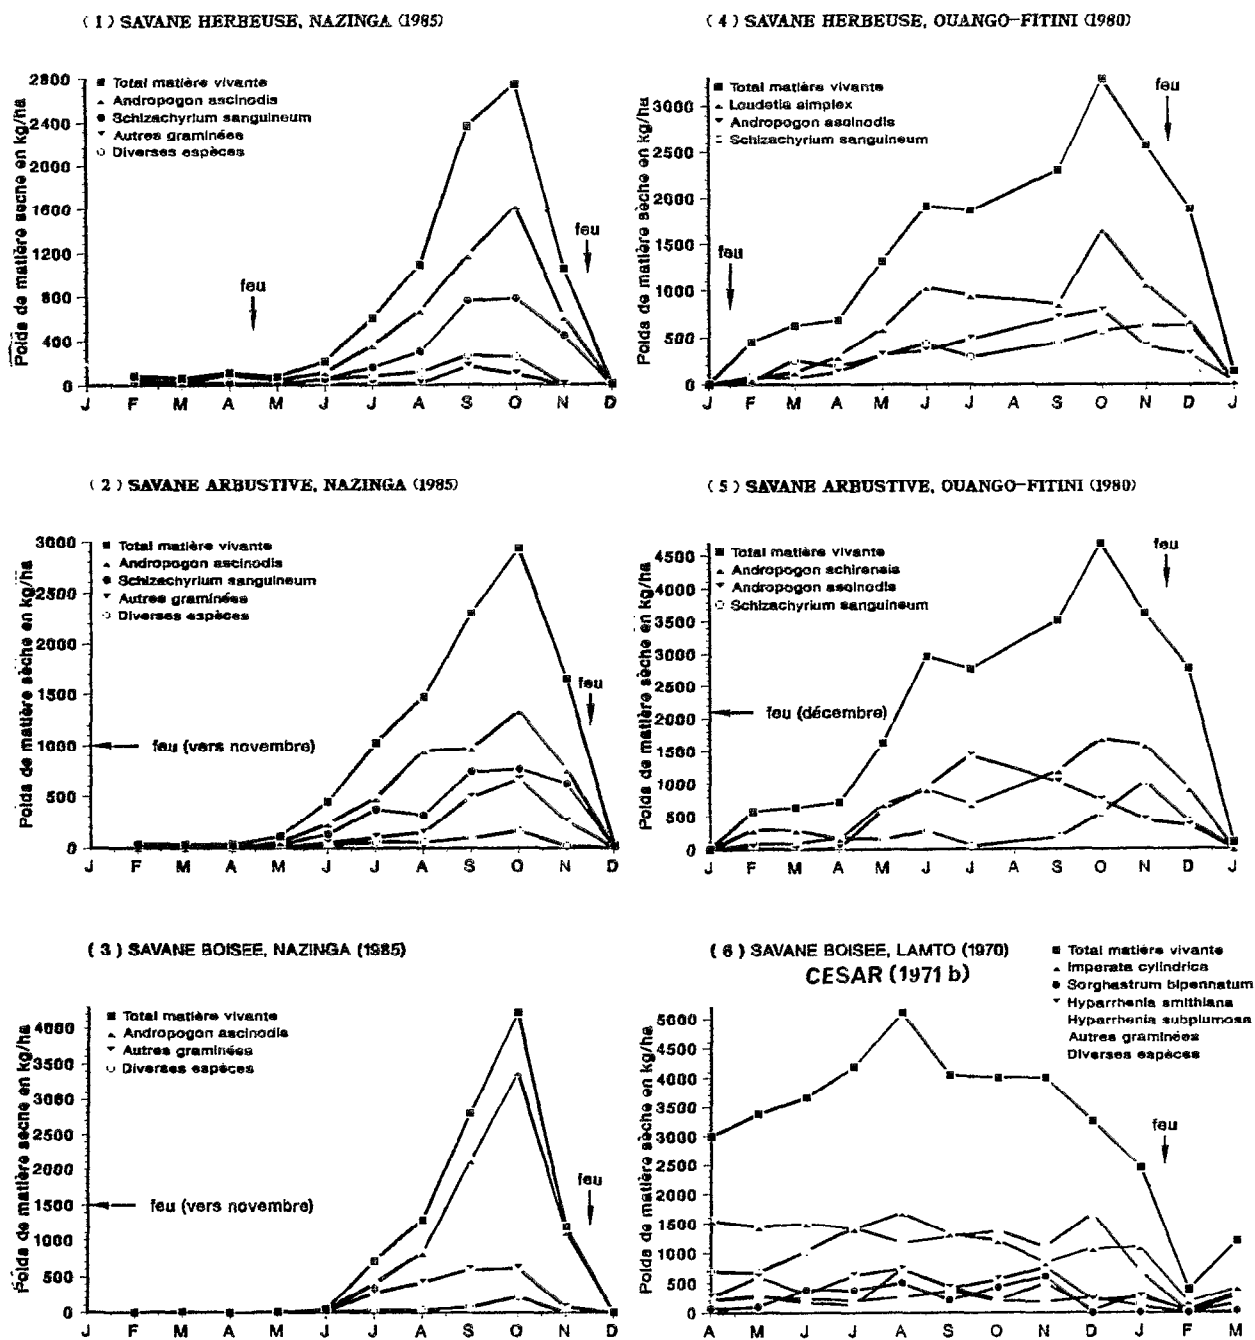 ( 1 ) SAVANE HERBEUSE, NAZINGA (1985)
Poids de matière sèche en kg/ha
2800
2400
2000
1600
1200
800
400
0
Total matière vivante
Andropogon ascinodis
Schizachyrium sanguineum
Autres graminées
Diverses espèces
feu
feu
J F M A M J J A S O N D
( 4 ) SAVANE HERBEUSE, OUANGO-FITINI (1980)
Poids de matière sèche en kg/ha
3000
2500
2000
1500
1000
500
0
Total matière vivante
Loudetia simplex
Andropogon ascinodis
Schizachyrium sanguineum
feu
feu
J F M A M J J A S O N D J
( 2 ) SAVANE ARBUSTIVE, NAZINGA (1985)
Poids de matière sèche en kg/ha
3000
2500
2000
1500
1000
500
0
Total matière vivante
Andropogon ascinodis
Schizachyrium sanguineum
Autres graminées
Diverses espèces
feu
feu (vers novembre)
J F M A M J J A S O N D
( 5 ) SAVANE ARBUSTIVE, OUANGO-FITINI (1980)
Poids de matière sèche en kg/ha
4500
4000
3500
3000
2500
2000
1500
1000
500
0
Total matière vivante
Andropogon schirensis
Andropogon ascinodis
Schizachyrium sanguineum
feu
feu (décembre)
J F M A M J J A S O N D J
( 3 ) SAVANE BOISEE, NAZINGA (1985)
Poids de matière sèche en kg/ha
4000
3500
3000
2500
2000
1500
1000
500
0
Total matière vivante
Andropogon ascinodis
Autres graminées
Diverses espèces
feu
feu (vers novembre)
J F M A M J J A S O N D
( 6 ) SAVANE BOISEE, LAMTO (1970)
CESAR (1971 b)
Poids de matière sèche en kg/ha
5000
4500
4000
3500
3000
2500
2000
1500
1000
500
0
Total matière vivante
Imperata cylindrica
Sorghastrum bipennatum
Hyparrhenia smithiana
Hyparrhenia subplumosa
Autres graminées
Diverses espèces
feu
A M J J A S O N D J F M